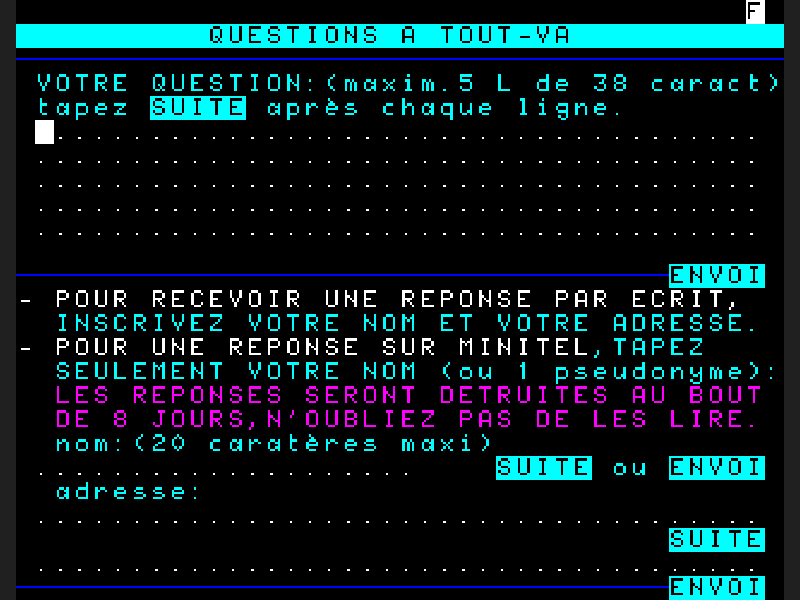 F
QUESTIONS A TOUT-VA
VOTRE QUESTION:(maxim.5 L de 38 caract)
tapez SUITE après chaque ligne.
......................................
......................................
......................................
......................................
......................................
ENVOI
- POUR RECEVOIR UNE REPONSE PAR ECRIT,
INSCRIVEZ VOTRE NOM ET VOTRE ADRESSE.
- POUR UNE REPONSE SUR MINITEL,TAPEZ
SEULEMENT VOTRE NOM (ou 1 pseudonyme):
LES REPONSES SERONT DETRUITES AU BOUT
DE 8 JOURS,N'OUBLIEZ PAS DE LES LIRE.
nom:(20 caratères maxi)
.................... SUITE ou ENVOI
adresse:
......................................
SUITE
......................................
ENVOI